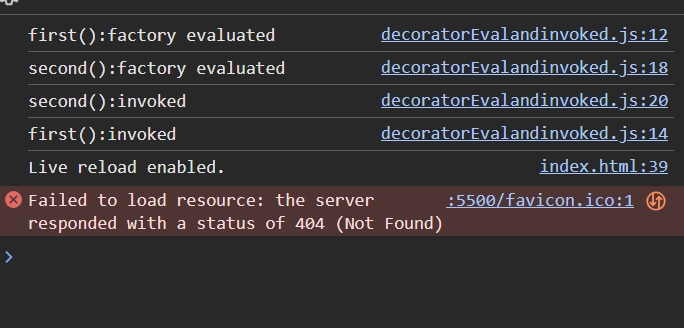 first():factory evaluated decoratorEvalandinvoked.js:12
second():factory evaluated decoratorEvalandinvoked.js:18
second():invoked decoratorEvalandinvoked.js:20
first():invoked decoratorEvalandinvoked.js:14
Live reload enabled. index.html:39
Failed to load resource: the server :5500/favicon.ico:1
responded with a status of 404 (Not Found)